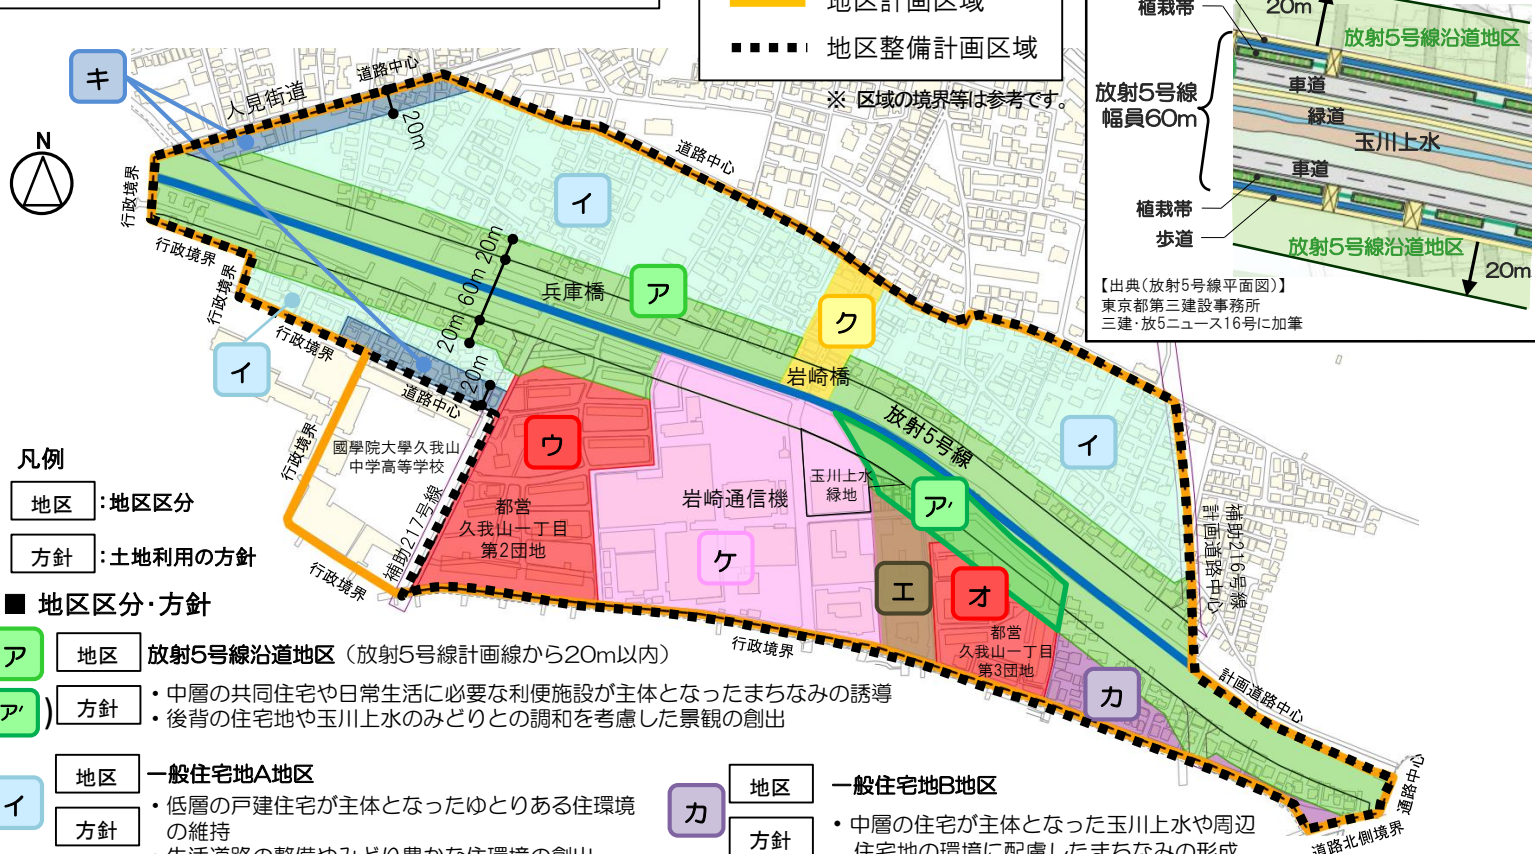 地区計画区域
地区整備計画区域
※ 区域の境界等は参考です。
植栽帯
20m
放射5号線沿道地区
車道
放射5号線
幅員60m
緑道
玉川上水
車道
植栽帯
歩道
放射5号線沿道地区
20m
【出典(放射5号線平面図)】
東京都第三建設事務所
三建・放5ニュース16号に加筆
キ
人見街道
道路中心
20m
道路中心
N
行政境界
行政境界
行政境界
行政境界
イ
20m
60m
20m
兵庫橋
ア
ク
岩崎橋
イ
20m
道路中心
放射5号線
イ
國學院大學久我山
中学高等学校
行政境界
行政境界
補助217号線
ウ
都営
久我山一丁目
第2団地
岩崎通信機
ケ
玉川上水
緑地
ア'
エ
オ
都営
久我山一丁目
第3団地
カ
行政境界
補助216号線
計画道路中心
計画道路中心
通路中心
道路北側境界
凡例
地区
:地区区分
方針
:土地利用の方針
■ 地区区分・方針
ア
地区
放射5号線沿道地区(放射5号線計画線から20m以内)
ア')
方針
・中層の共同住宅や日常生活に必要な利便施設が主体となったまちなみの誘導
・後背の住宅地や玉川上水のみどりとの調和を考慮した景観の創出
イ
地区
一般住宅地A地区
方針
・低層の戸建住宅が主体となったゆとりある住環境
の維持
・生活道路の整備やみどり豊かな住環境の創出
カ
地区
一般住宅地B地区
方針
・中層の住宅が主体となった玉川上水や周辺
住宅地の環境に配慮したまちなみの形成